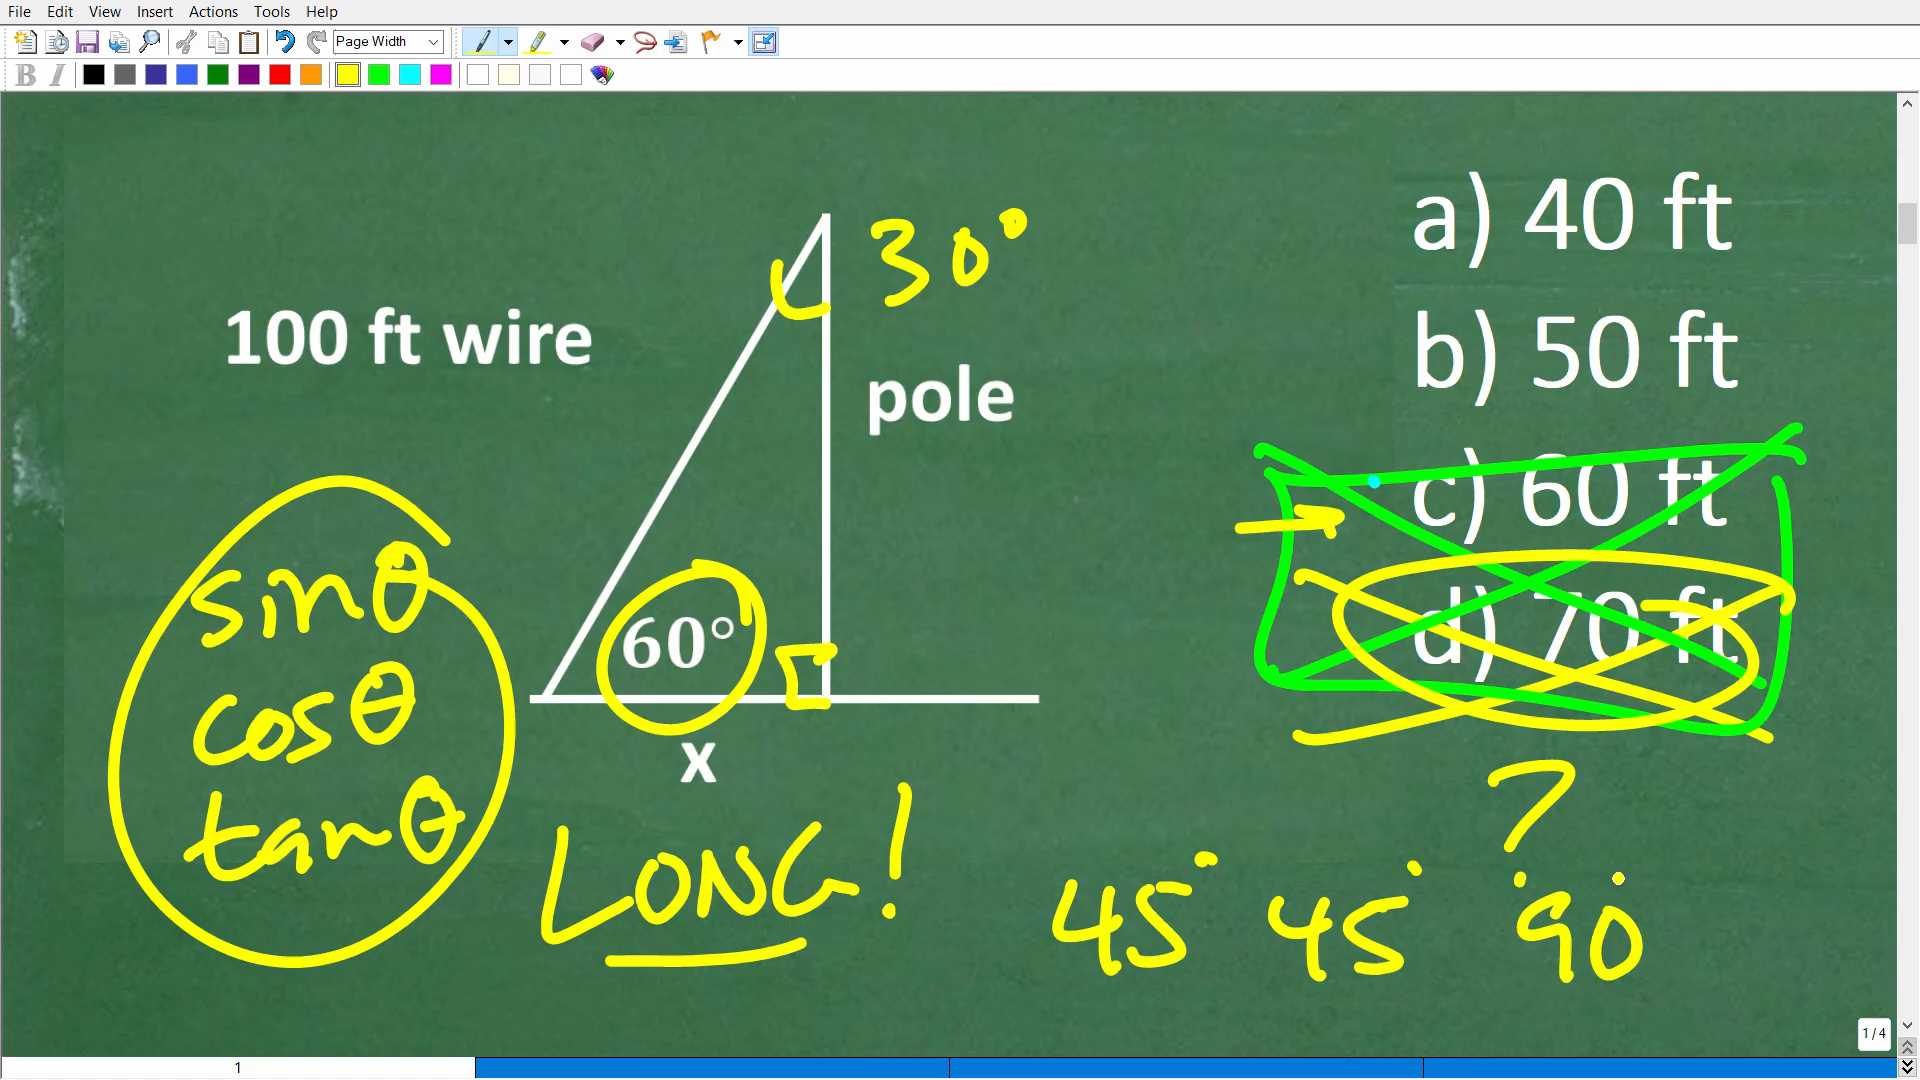 File Edit View Insert Actions Tools Help
Page Width
B I
30°
100 ft wire
pole
60°
x
sinθ
cosθ
tanθ
LONG!
a) 40 ft
b) 50 ft
c) 60 ft
d) 70 ft
?
45° 45° 90°
1 / 4
1